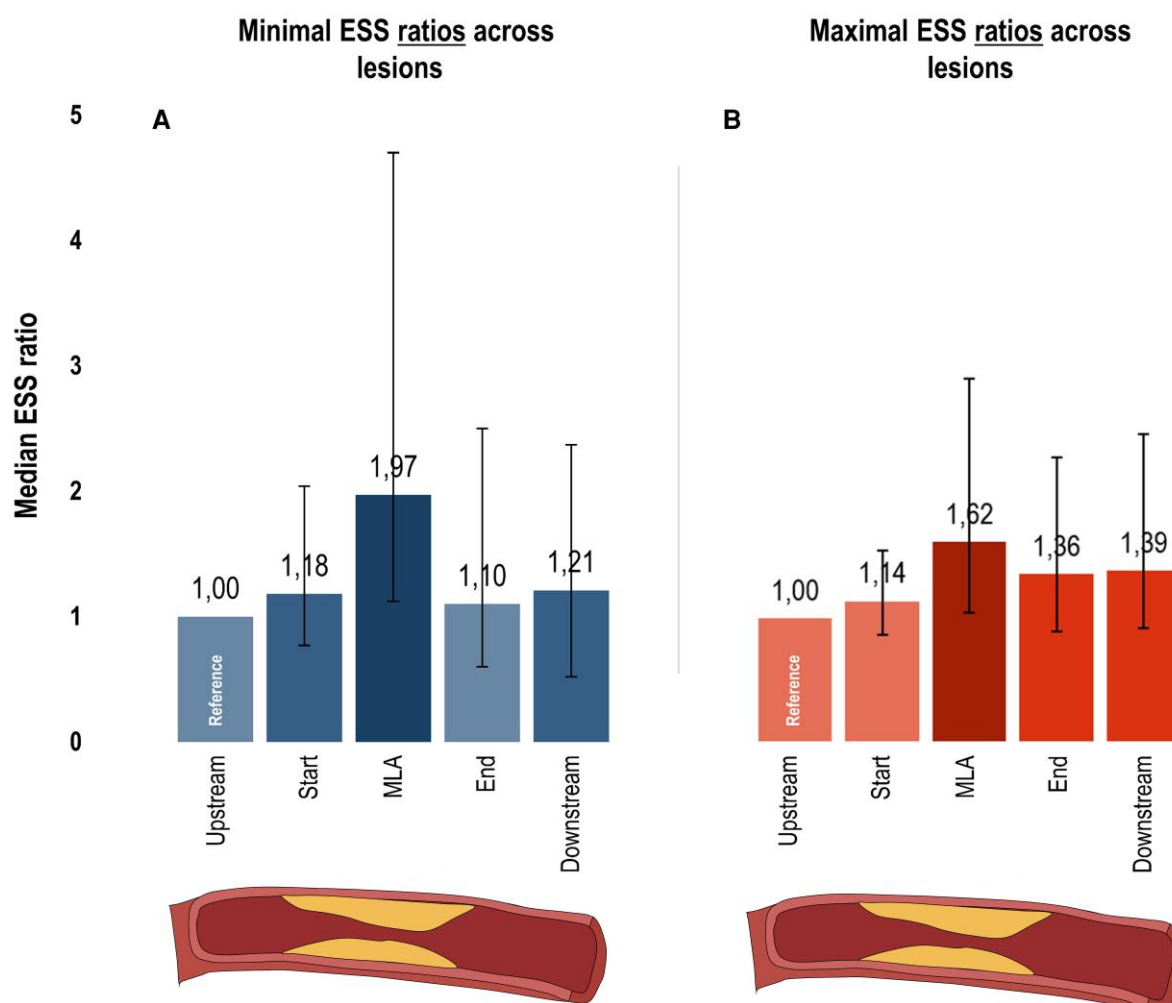 Minimal ESS ratios across
lesions
Maximal ESS ratios across
lesions
A
B
Median ESS ratio
5
4
3
2
1
0
1,00
1,18
1,97
1,10
1,21
Reference
Upstream
Start
MLA
End
Downstream
1,00
1,14
1,62
1,36
1,39
Reference
Upstream
Start
MLA
End
Downstream